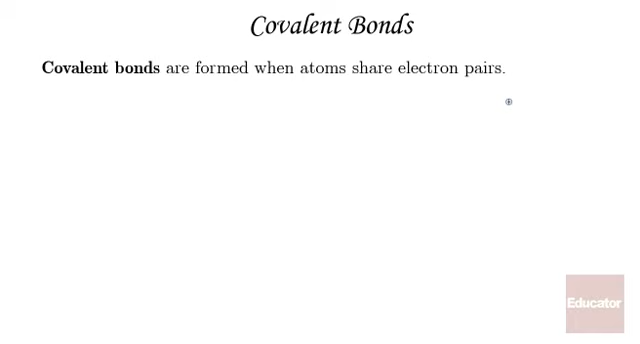 Covalent Bonds
Covalent bonds are formed when atoms share electron pairs.
Educator